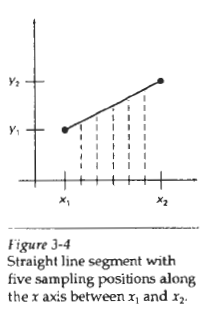 y₂
y₁
x₁
x₂
Figure 3-4
Straight line segment with
five sampling positions along
the x axis between x₁ and x₂.